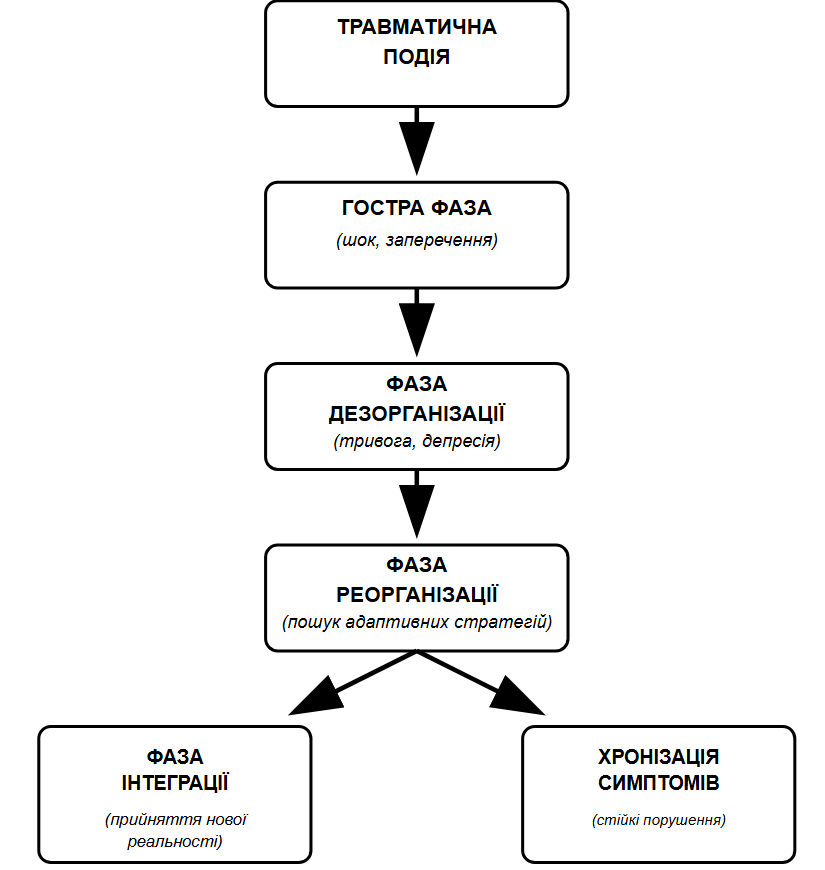 ТРАВМАТИЧНА
ПОДІЯ
ГОСТРА ФАЗА
(шок, заперечення)
ФАЗА
ДЕЗОРГАНІЗАЦІЇ
(тривога, депресія)
ФАЗА
РЕОРГАНІЗАЦІЇ
(пошук адаптивних стратегій)
ФАЗА
ІНТЕГРАЦІЇ
(прийняття нової
реальності)
ХРОНІЗАЦІЯ
СИМПТОМІВ
(стійкі порушення)